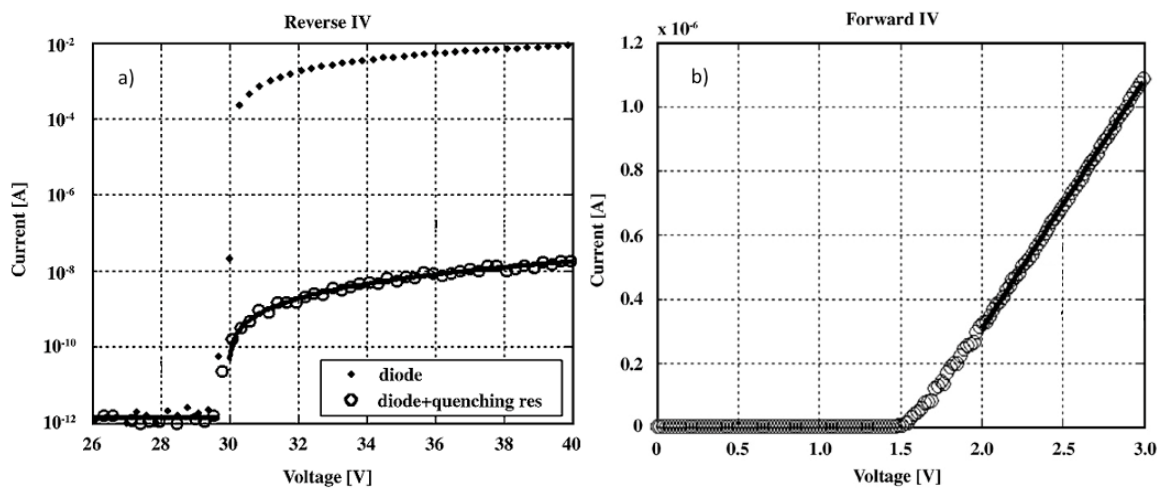 Reverse IV
a)
10⁻²
10⁻⁴
10⁻⁶
10⁻⁸
10⁻¹⁰
10⁻¹²
Current [A]
diode
diode+quenching res
26 28 30 32 34 36 38 40
Voltage [V]
Forward IV
x 10⁻⁶
b)
1.2
1.0
0.8
0.6
0.4
0.2
0
Current [A]
0 0.5 1.0 1.5 2.0 2.5 3.0
Voltage [V]